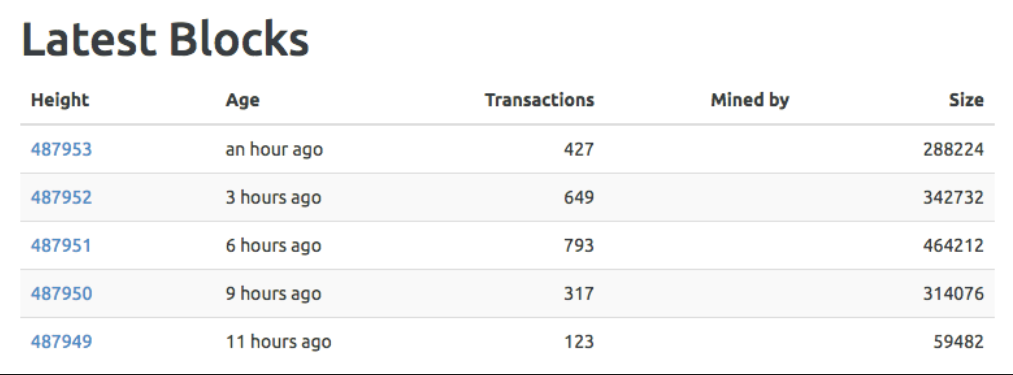 Latest Blocks
Height Age Transactions Mined by Size
487953 an hour ago 427 288224
487952 3 hours ago 649 342732
487951 6 hours ago 793 464212
487950 9 hours ago 317 314076
487949 11 hours ago 123 59482